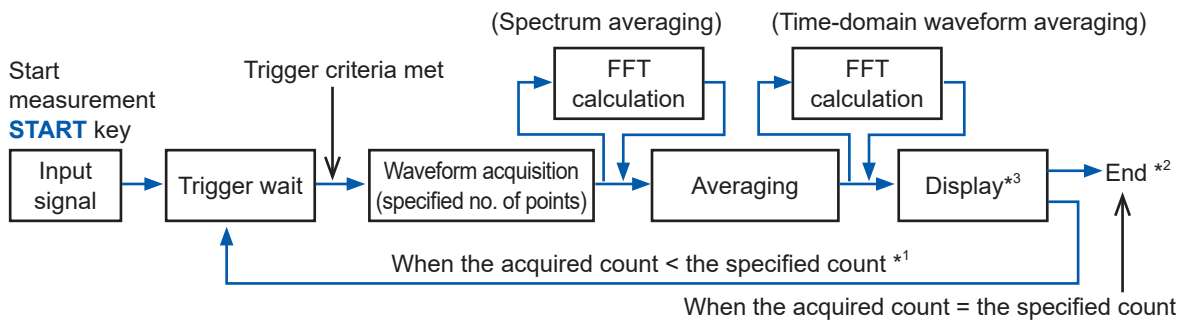 (Spectrum averaging)
(Time-domain waveform averaging)
Start
measurement
START key
Trigger criteria met
FFT
calculation
FFT
calculation
Input
signal
Trigger wait
Waveform acquisition
(specified no. of points)
Averaging
Display*3
End *2
When the acquired count < the specified count *1
When the acquired count = the specified count